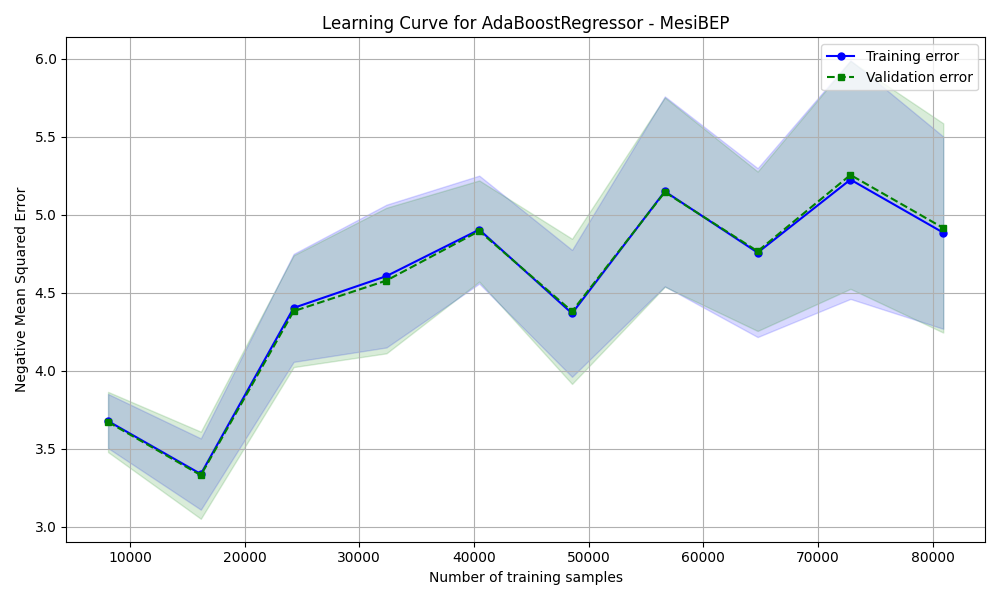 Learning Curve for AdaBoostRegressor - MesiBEP
Training error
Validation error
Negative Mean Squared Error
6.0
5.5
5.0
4.5
4.0
3.5
3.0
10000 20000 30000 40000 50000 60000 70000 80000
Number of training samples